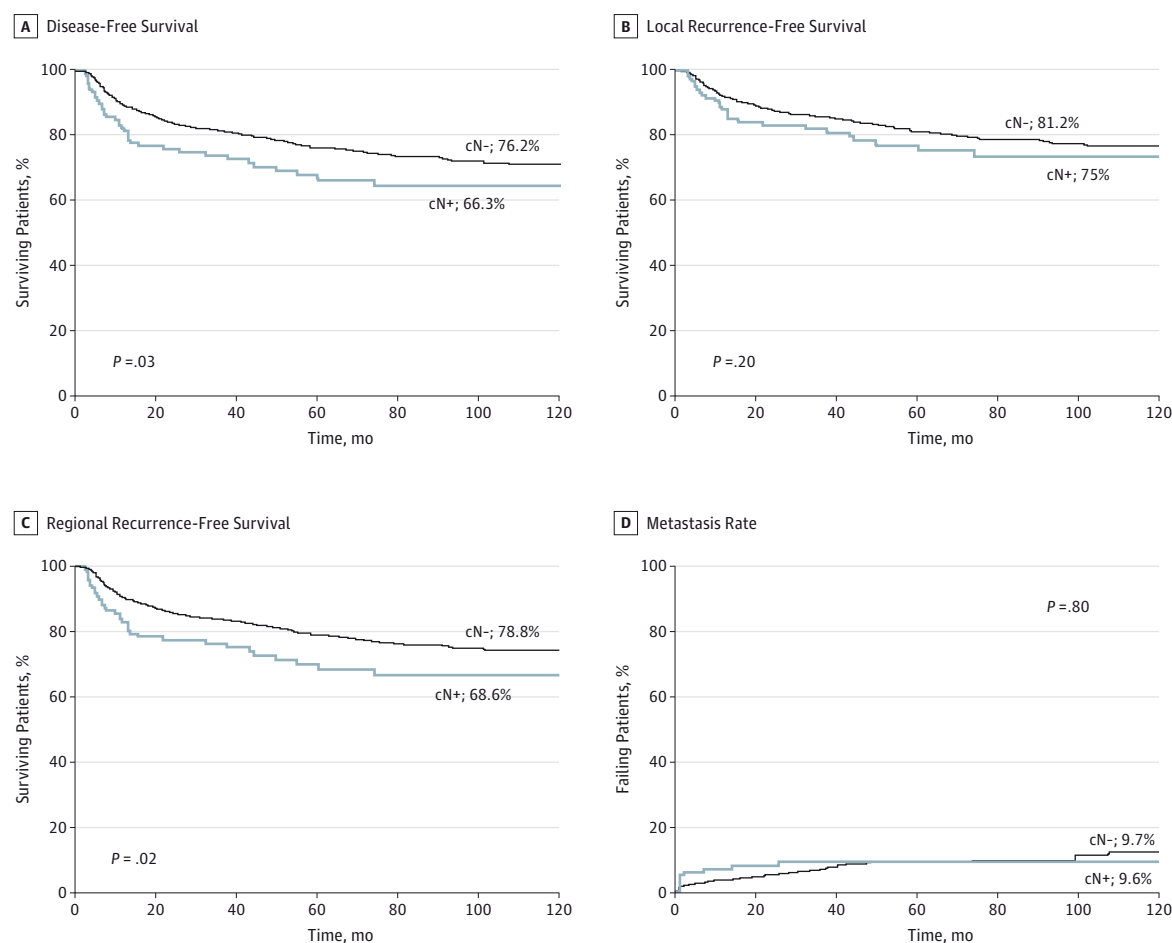 A Disease-Free Survival
100
80
60
40
20
0
Surviving Patients, %
cN–; 76.2%
cN+; 66.3%
P =.03
0 20 40 60 80 100 120
Time, mo
B Local Recurrence-Free Survival
100
80
60
40
20
0
Surviving Patients, %
cN–; 81.2%
cN+; 75%
P =.20
0 20 40 60 80 100 120
Time, mo
C Regional Recurrence-Free Survival
100
80
60
40
20
0
Surviving Patients, %
cN–; 78.8%
cN+; 68.6%
P = .02
0 20 40 60 80 100 120
Time, mo
D Metastasis Rate
100
80
60
40
20
0
Failing Patients, %
P =.80
cN–; 9.7%
cN+; 9.6%
0 20 40 60 80 100 120
Time, mo